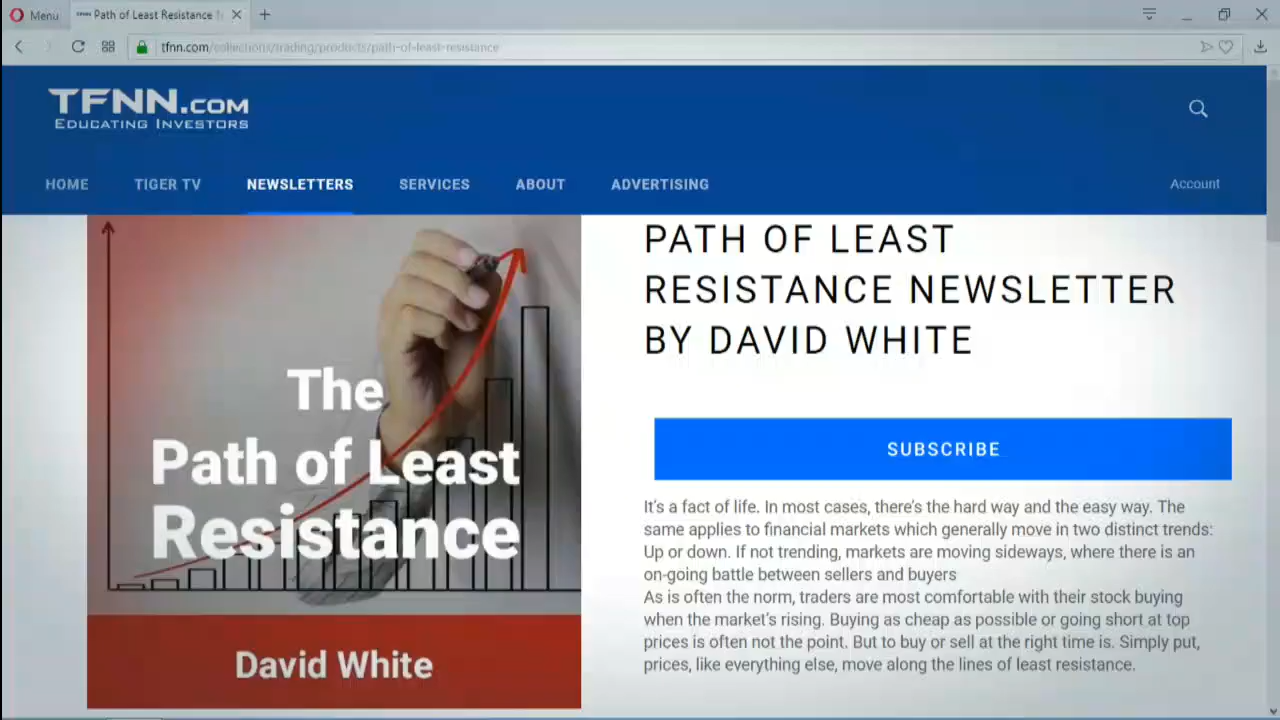 Menu
Path of Least Resistance
tfnn.com/collections/trading/products/path-of-least-resistance
TFNN.COM
EDUCATING INVESTORS
HOME TIGER TV NEWSLETTERS SERVICES ABOUT ADVERTISING Account
The
Path of Least
Resistance
David White
PATH OF LEAST
RESISTANCE NEWSLETTER
BY DAVID WHITE
SUBSCRIBE
It's a fact of life. In most cases, there's the hard way and the easy way. The
same applies to financial markets which generally move in two distinct trends:
Up or down. If not trending, markets are moving sideways, where there is an
on-going battle between sellers and buyers
As is often the norm, traders are most comfortable with their stock buying
when the market's rising. Buying as cheap as possible or going short at top
prices is often not the point. But to buy or sell at the right time is. Simply put,
prices, like everything else, move along the lines of least resistance.